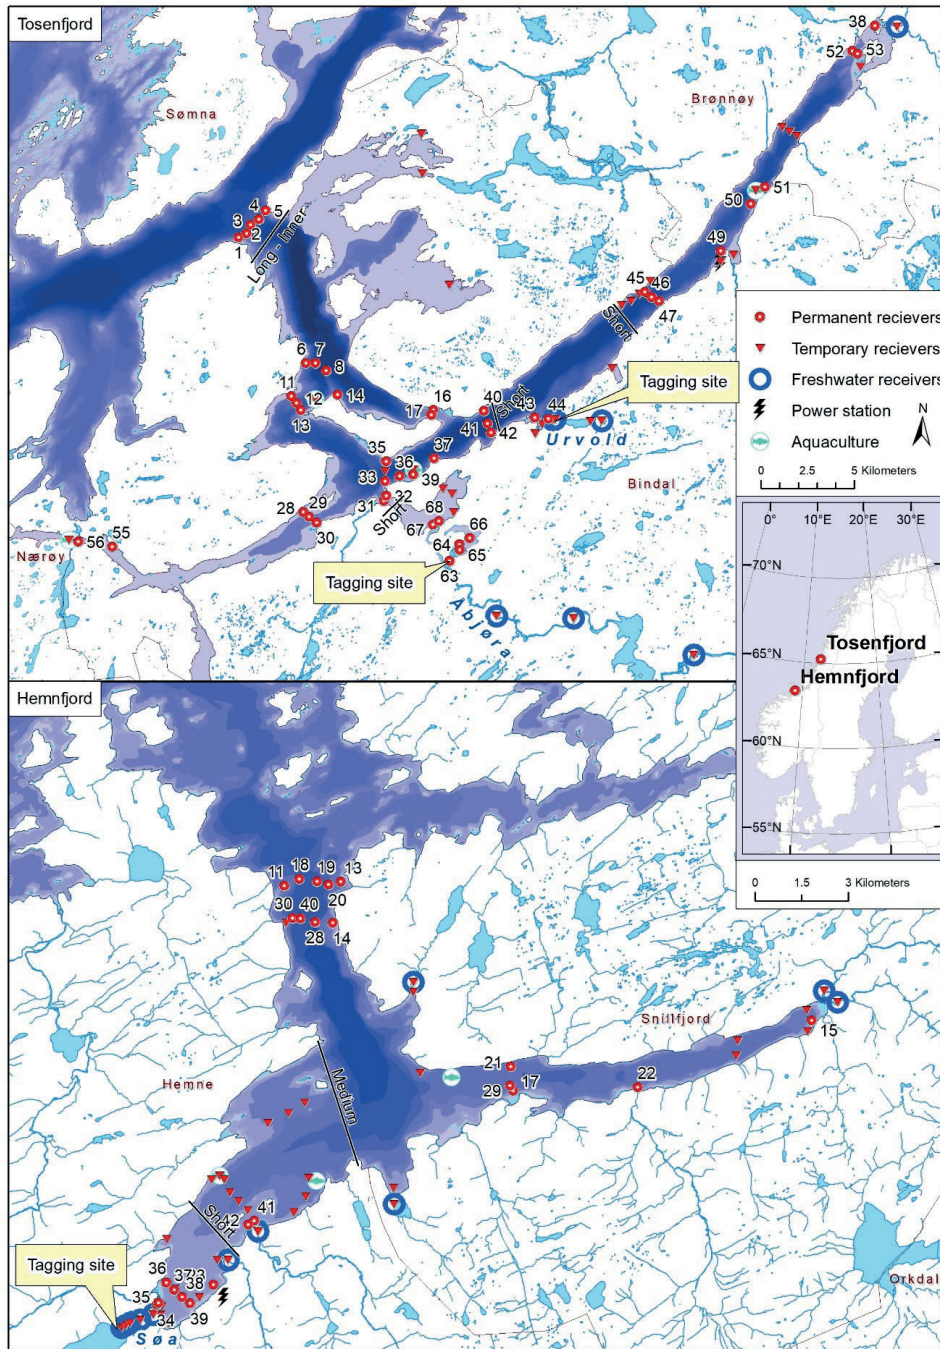 Tosenfjord
38
52
53
Brønnøy
Sømna
4
5
3
2
1
Long - Inner
51
50
49
45
46
47
Short
6
7
8
11
12
13
14
16
17
40
41
42
Short
43
44
Tagging site
Urvold
35
36
37
33
39
31
32
Short
Bindal
28
29
30
68
67
66
64
65
63
55
56
Nærøy
Tagging site
Åbjøra
Permanent recievers
Temporary recievers
Freshwater receivers
Power station
Aquaculture
N
0 2.5 5 Kilometers
0° 10°E 20°E 30°E
70°N
65°N
60°N
55°N
Tosenfjord
Hemnfjord
0 1.5 3 Kilometers
Hemnfjord
11
18
19
13
20
30
40
28
14
Snillfjord
15
21
17
29
22
Hemne
Medium
Short
41
42
36
37
33
38
35
34
39
Tagging site
Søa
Orkdal